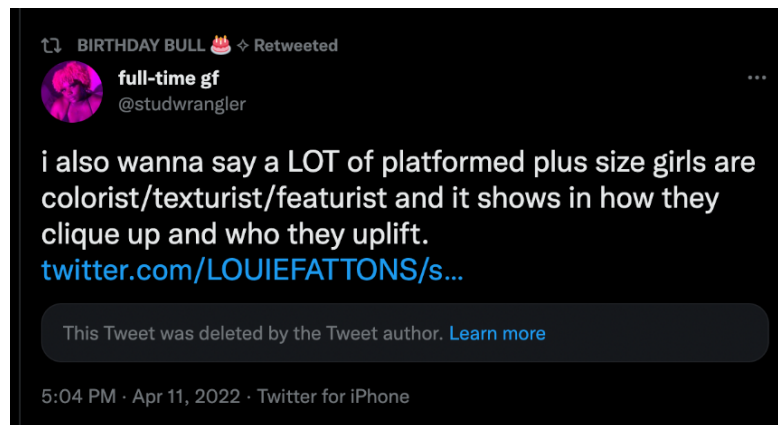 BIRTHDAY BULL 🎂 ✧ Retweeted
full-time gf
@studwrangler
i also wanna say a LOT of platformed plus size girls are
colorist/texturist/featurist and it shows in how they
clique up and who they uplift.
twitter.com/LOUIEFATTONS/s...
This Tweet was deleted by the Tweet author. Learn more
5:04 PM · Apr 11, 2022 · Twitter for iPhone